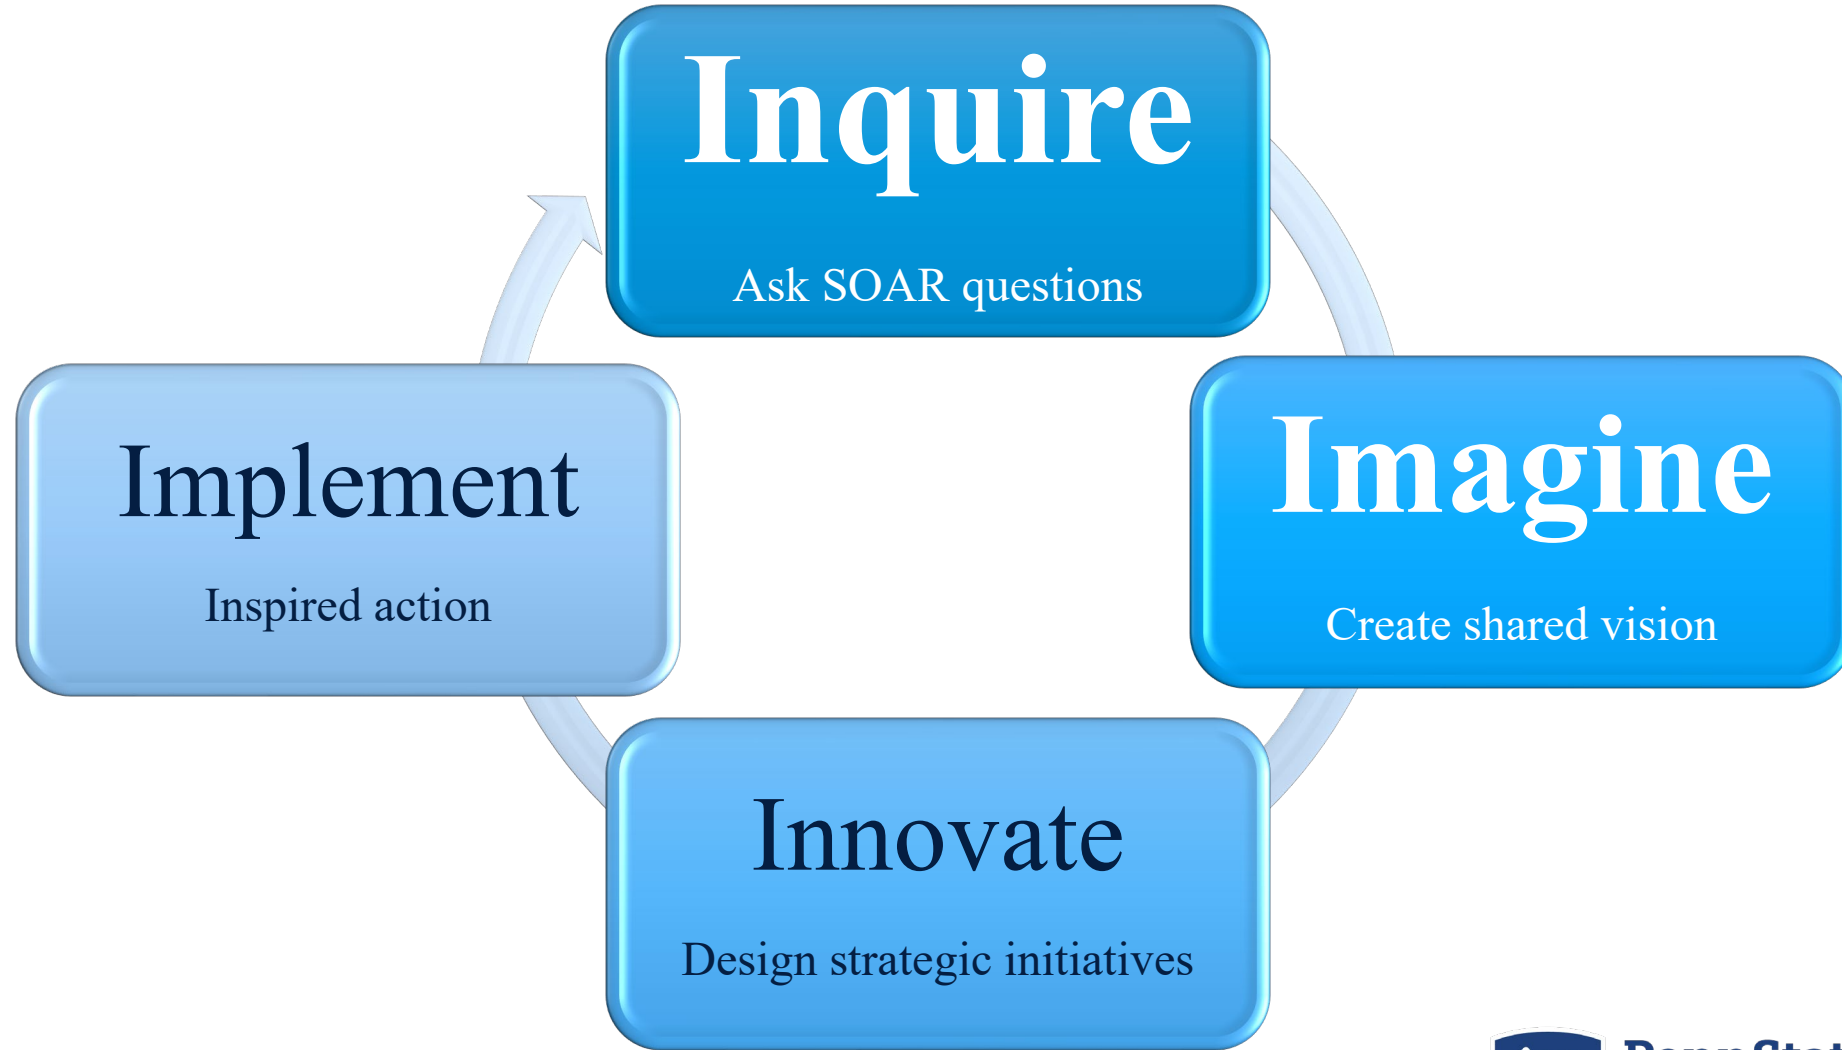 Inquire
Ask SOAR questions
Imagine
Create shared vision
Innovate
Design strategic initiatives
Implement
Inspired action